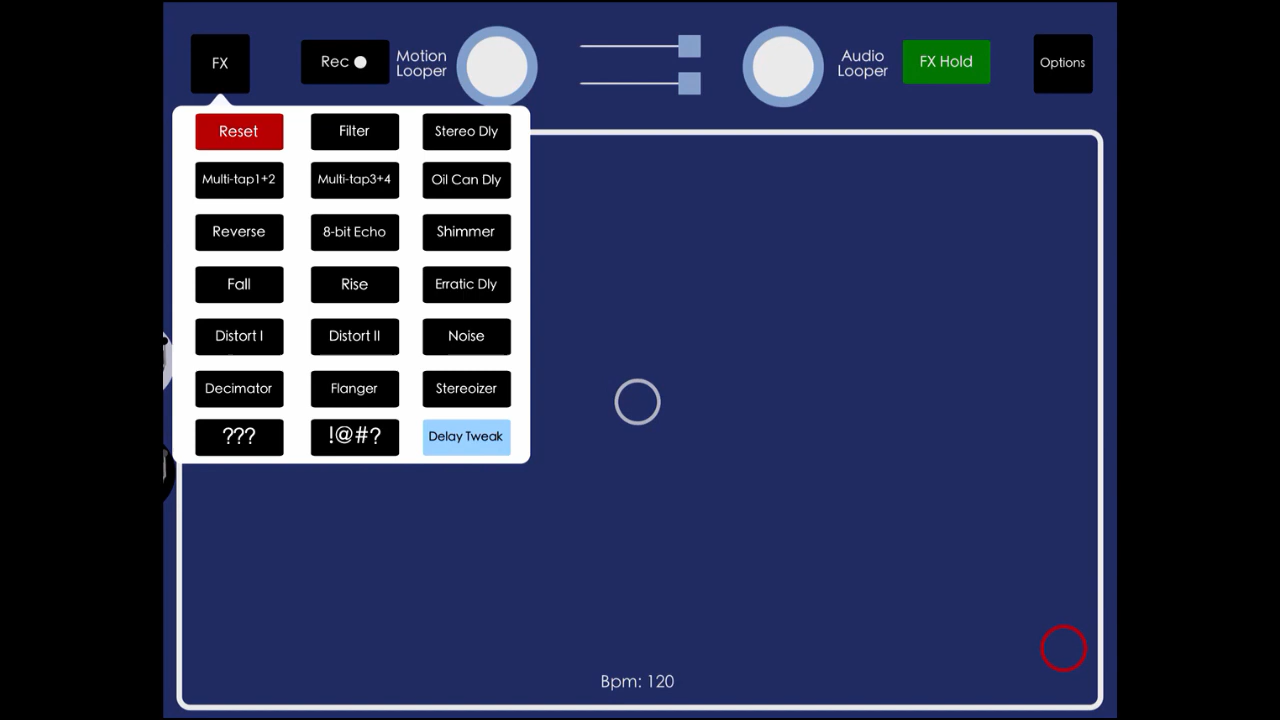 FX
Rec
Motion
Looper
Audio
Looper
FX Hold
Options
Reset
Filter
Stereo Dly
Multi-tap1+2
Multi-tap3+4
Oil Can Dly
Reverse
8-bit Echo
Shimmer
Fall
Rise
Erratic Dly
Distort I
Distort II
Noise
Decimator
Flanger
Stereoizer
???
!@#?
Delay Tweak
Bpm: 120